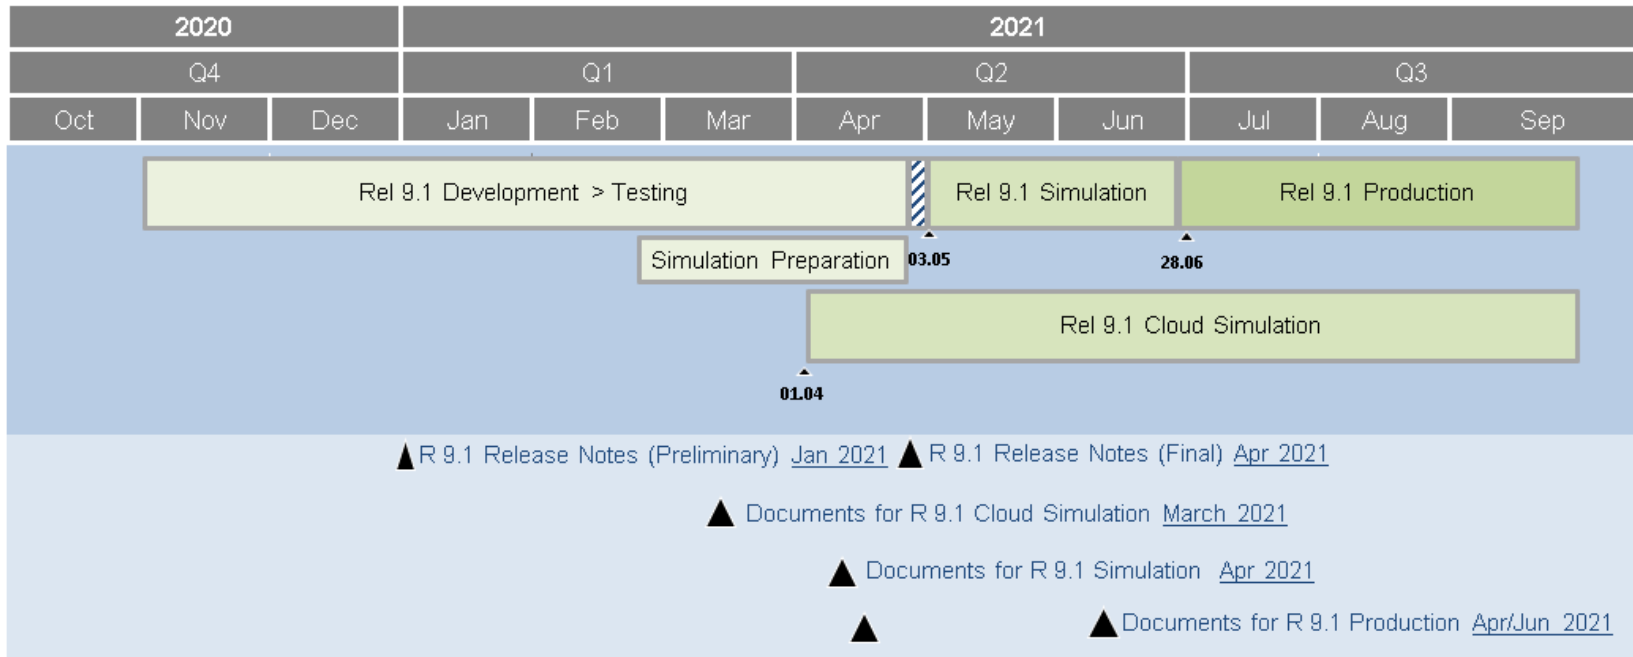 2020 2021
Q4 Q1 Q2 Q3
Oct Nov Dec Jan Feb Mar Apr May Jun Jul Aug Sep
Rel 9.1 Development > Testing Rel 9.1 Simulation Rel 9.1 Production
Simulation Preparation 03.05 28.06
Rel 9.1 Cloud Simulation
01.04
R 9.1 Release Notes (Preliminary) Jan 2021 R 9.1 Release Notes (Final) Apr 2021
Documents for R 9.1 Cloud Simulation March 2021
Documents for R 9.1 Simulation Apr 2021
Documents for R 9.1 Production Apr/Jun 2021